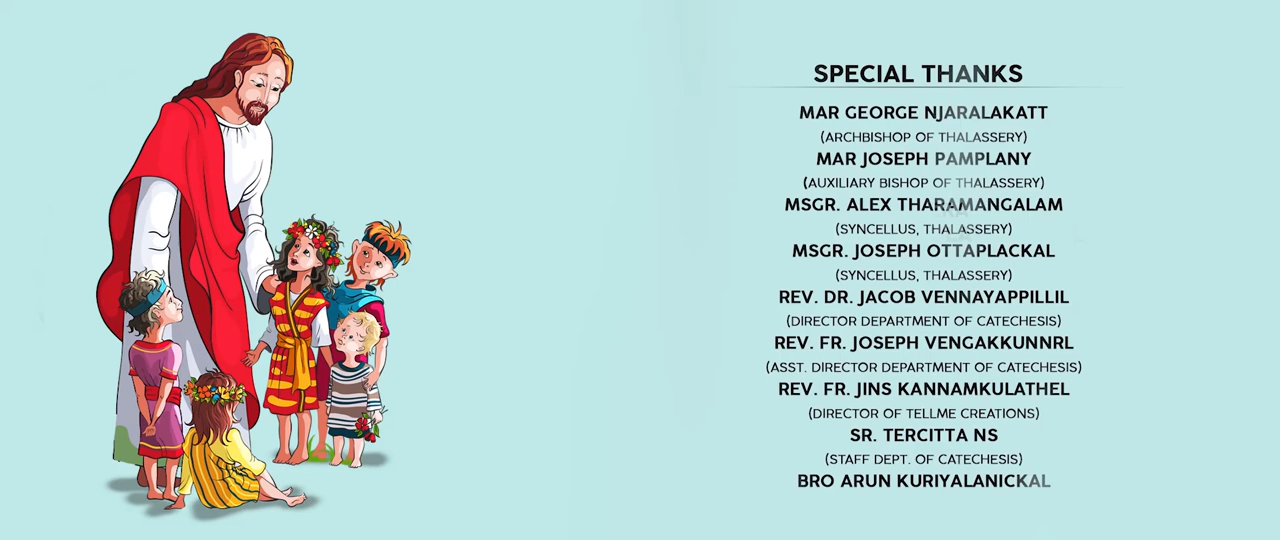 SPECIAL THANKS
MAR GEORGE NJARALAKATT
(ARCHBISHOP OF THALASSERY)
MAR JOSEPH PAMPLANY
(AUXILIARY BISHOP OF THALASSERY)
MSGR. ALEX THARAMANGALAM
(SYNCELLUS, THALASSERY)
MSGR. JOSEPH OTTAPLACKAL
(SYNCELLUS, THALASSERY)
REV. DR. JACOB VENNAYAPPILLIL
(DIRECTOR DEPARTMENT OF CATECHESIS)
REV. FR. JOSEPH VENGAKKUNNRL
(ASST. DIRECTOR DEPARTMENT OF CATECHESIS)
REV. FR. JINS KANNAMKULATHEL
(DIRECTOR OF TELLME CREATIONS)
SR. TERCITTA NS
(STAFF DEPT. OF CATECHESIS)
BRO ARUN KURIYALANICKAL